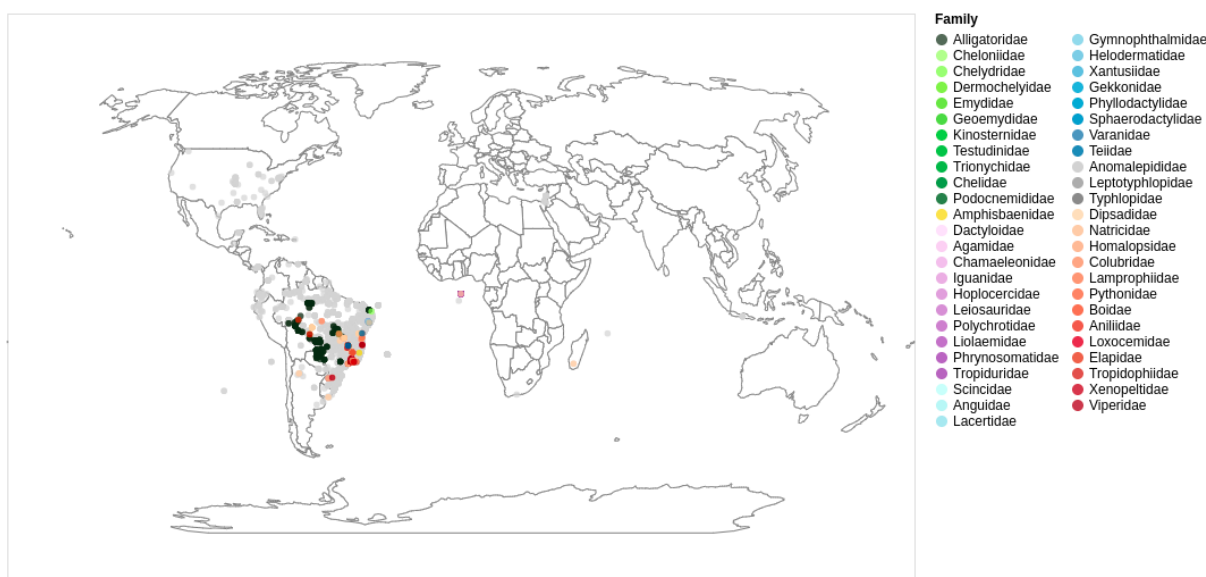 Family
Alligatoridae
Cheloniidae
Chelydridae
Dermochelyidae
Emydidae
Geoemydidae
Kinosternidae
Testudinidae
Trionychidae
Chelidae
Podocnemididae
Amphisbaenidae
Dactyloidae
Agamidae
Chamaeleonidae
Iguanidae
Hoplocercidae
Leiosauridae
Polychrotidae
Liolaemidae
Phrynosomatidae
Tropiduridae
Scincidae
Anguidae
Lacertidae
Gymnophthalmidae
Helodermatidae
Xantusiidae
Gekkonidae
Phyllodactylidae
Sphaerodactylidae
Varanidae
Teiidae
Anomalepididae
Leptotyphlopidae
Typhlopidae
Dipsadidae
Natricidae
Homalopsidae
Colubridae
Lamprophiidae
Pythonidae
Boidae
Aniliidae
Loxocemidae
Elapidae
Tropidophiidae
Xenopeltidae
Viperidae